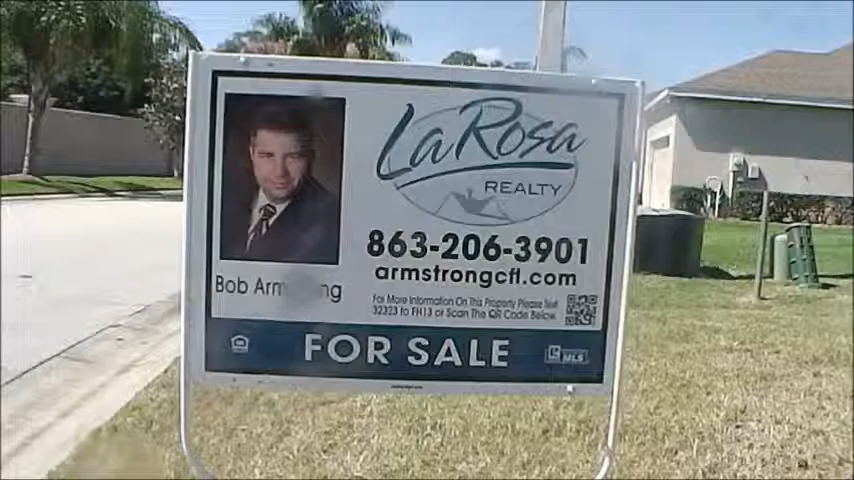 LaRosa
REALTY
863-206-3901
armstrongcfl.com
Bob
For More Information On This Property Please Text
32323 to FH13 or Scan The QR Code Below
FOR SALE
MLS